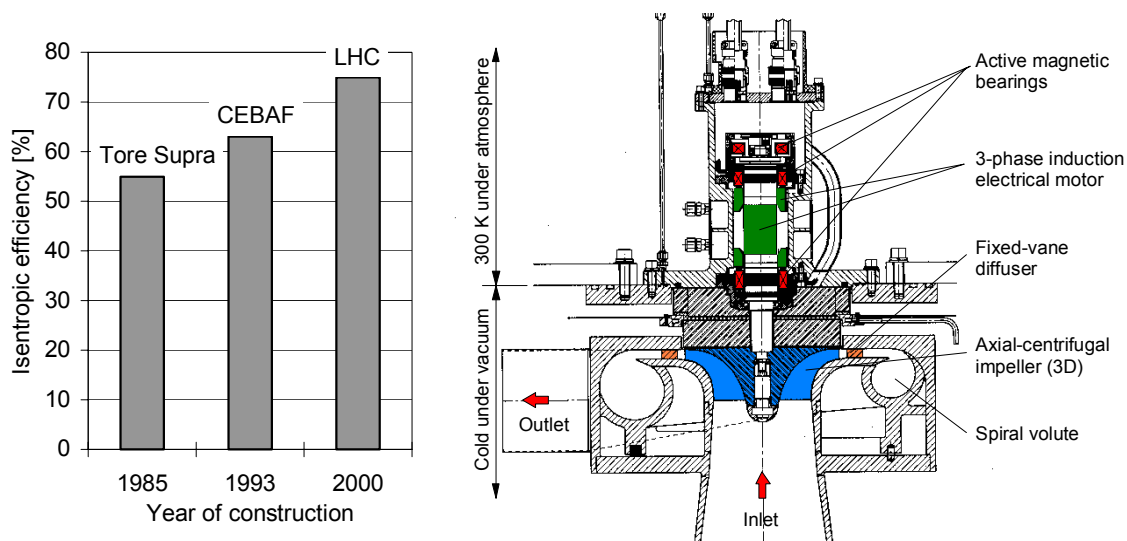 Isentropic efficiency [%]
80
70
60
50
40
30
20
10
0
Tore Supra
CEBAF
LHC
1985
1993
2000
Year of construction
300 K under atmosphere
Cold under vacuum
Outlet
Inlet
Active magnetic
bearings
3-phase induction
electrical motor
Fixed-vane
diffuser
Axial-centrifugal
impeller (3D)
Spiral volute